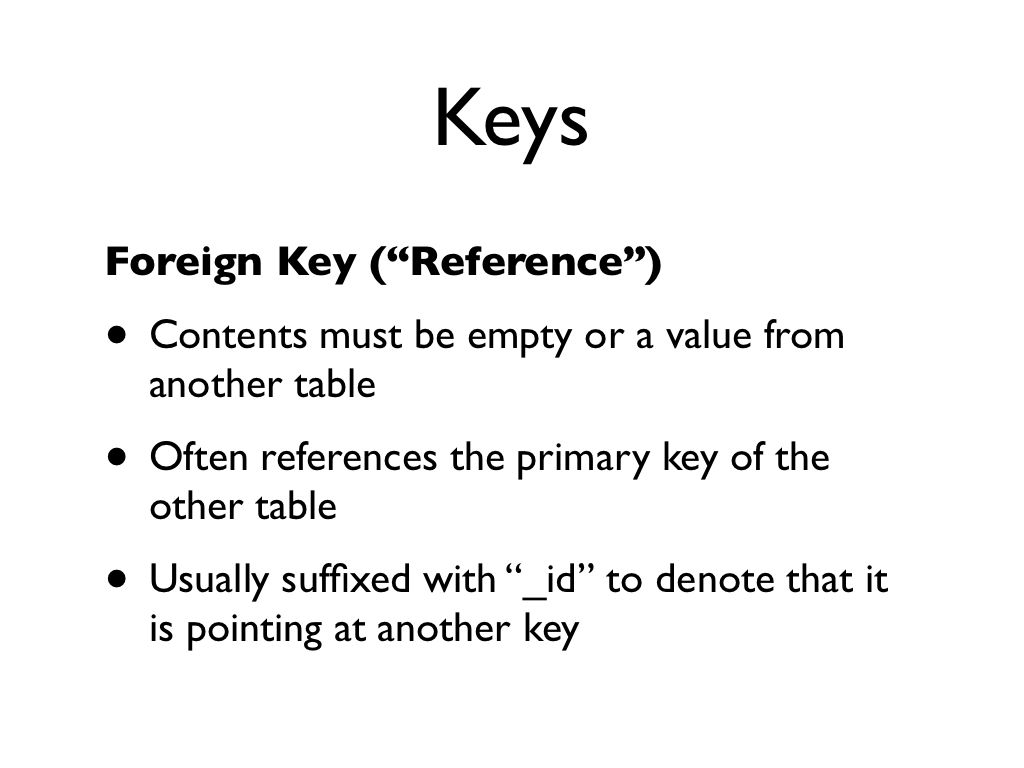 Keys
Foreign Key (“Reference”)
• Contents must be empty or a value from
another table
• Often references the primary key of the
other table
• Usually suffixed with “_id” to denote that it
is pointing at another key